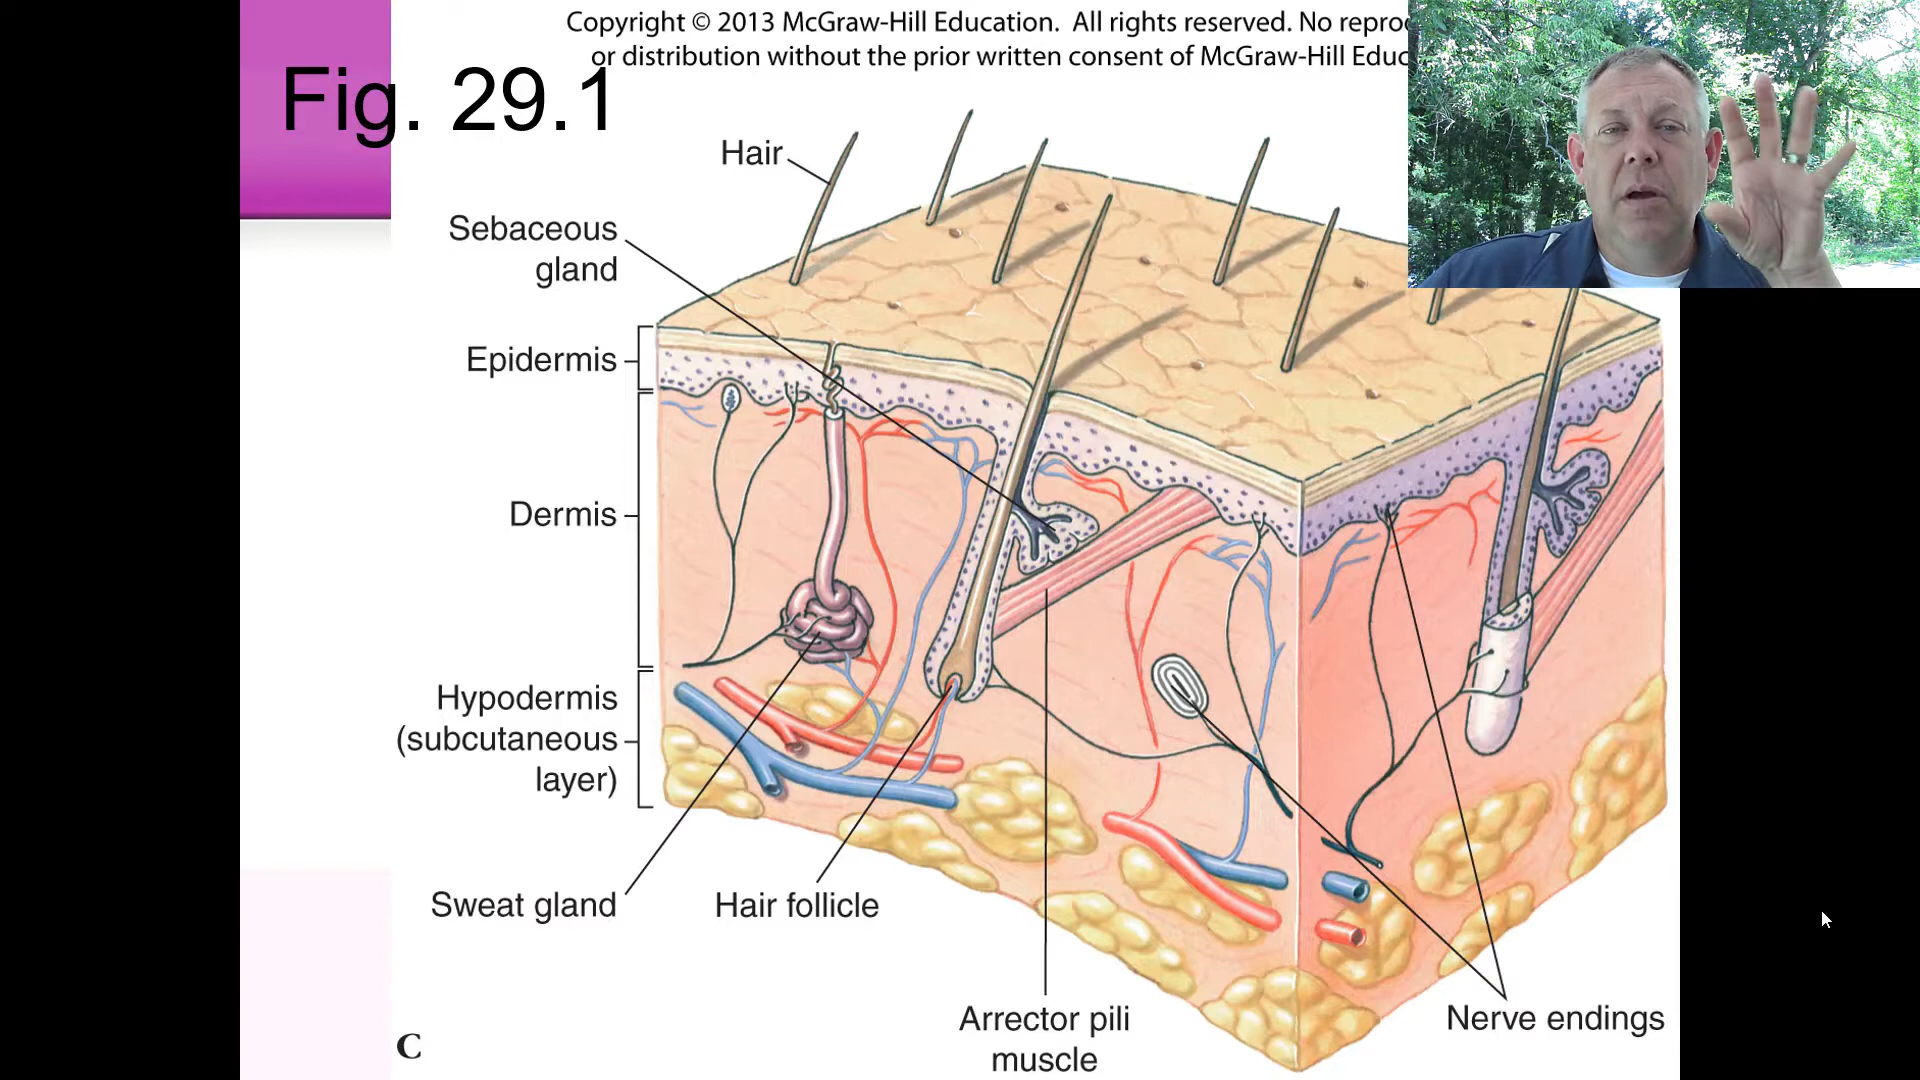 Copyright © 2013 McGraw-Hill Education. All rights reserved. No
or distribution without the prior written consent of McGraw-Hill
Fig. 29.1
Hair
Sebaceous
gland
Epidermis
Dermis
Hypodermis
(subcutaneous
layer)
Sweat gland
Hair follicle
Arrector pili
muscle
Nerve endings
C